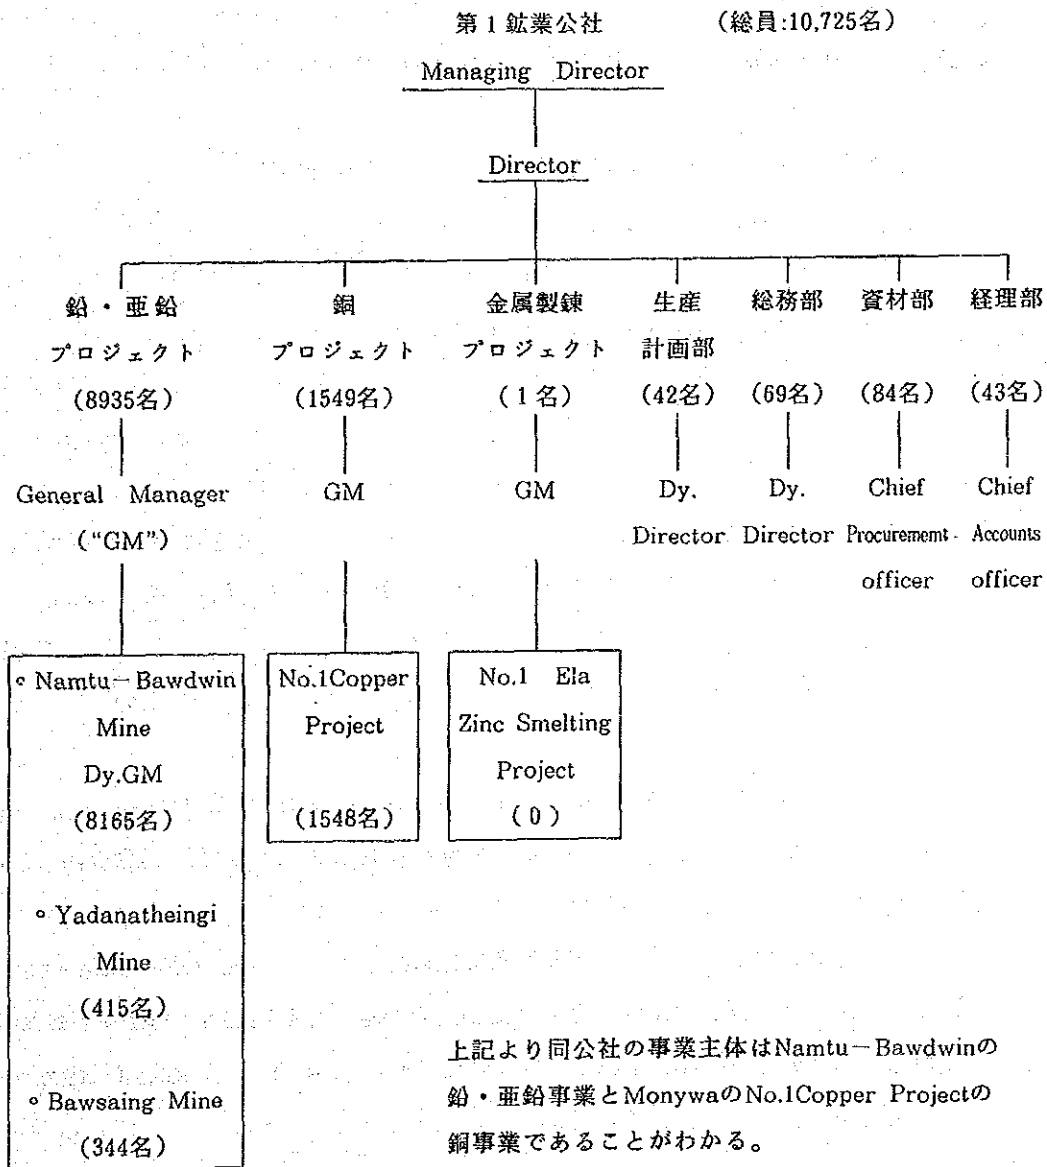 第1鉱業公社 (総員:10,725名)
Managing Director
Director
鉛・亜鉛 銅 金属製錬 生産 総務部 資材部 経理部
プロジェクト プロジェクト プロジェクト 計画部
(8935名) (1549名) (1名) (42名) (69名) (84名) (43名)
General Manager GM GM Dy. Dy. Chief Chief
("GM") Director Director Procurememt Accounts
officer officer
◦ Namtu-Bawdwin No.1Copper No.1 Ela
Mine Project Zinc Smelting
Dy.GM Project
(8165名) (1548名) (0)
◦ Yadanatheingi
Mine
(415名)
◦ Bawsaing Mine
(344名)
上記より同公社の事業主体はNamtu-Bawdwinの
鉛・亜鉛事業とMonywaのNo.1Copper Projectの
銅事業であることがわかる。